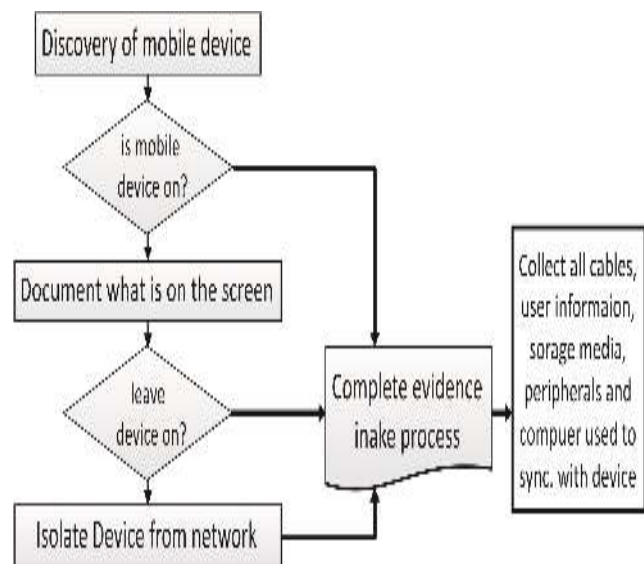 Discovery of mobile device
is mobile
device on?
Document what is on the screen
leave
device on?
Isolate Device from network
Complete evidence
inake process
Collect all cables,
user informaion,
sorage media,
peripherals and
compuer used to
sync. with device